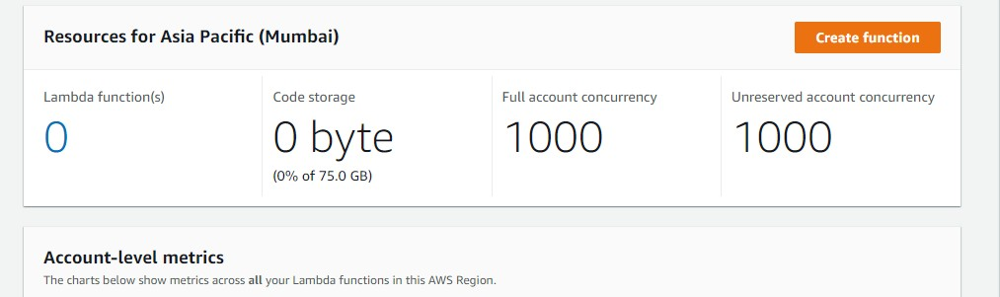 Resources for Asia Pacific (Mumbai)
Create function
Lambda function(s)
0
Code storage
0 byte
(0% of 75.0 GB)
Full account concurrency
1000
Unreserved account concurrency
1000
Account-level metrics
The charts below show metrics across all your Lambda functions in this AWS Region.